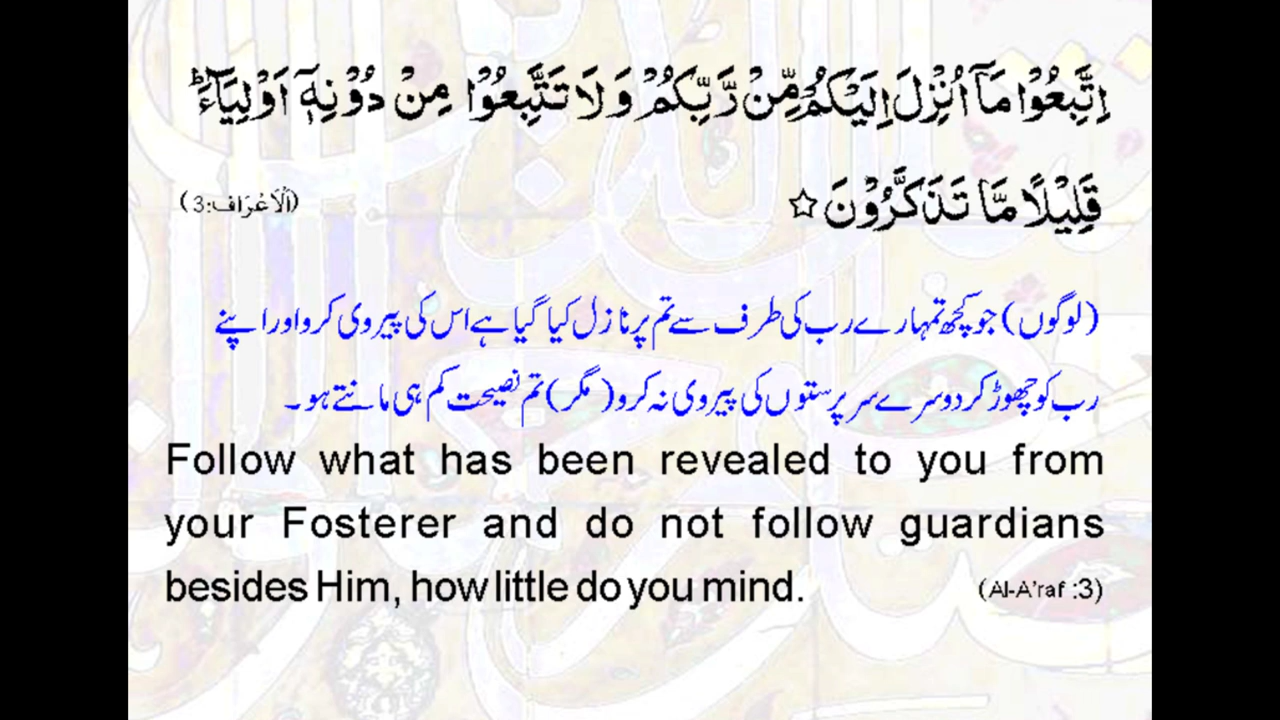 اِتَّبِعُوْا مَآ اُنْزِلَ اِلَيْكُمْ مِّنْ رَّبِّكُمْ وَ لَا تَتَّبِعُوْا مِنْ دُوْنِهٖٓ اَوْلِيَآءَ ؕ
قَلِيْلًا مَّا تَذَكَّرُوْنَ ☆ (اَلْاَعْرَاف:3)
(لوگوں) جو کچھ تمہارے رب کی طرف سے تم پر نازل کیا گیا ہے اس کی پیروی کرو اور اپنے
رب کو چھوڑ کر دوسرے سرپرستوں کی پیروی نہ کرو (مگر) تم نصیحت کم ہی مانتے ہو۔
Follow what has been revealed to you from
your Fosterer and do not follow guardians
besides Him, how little do you mind. (Al-A'raf :3)